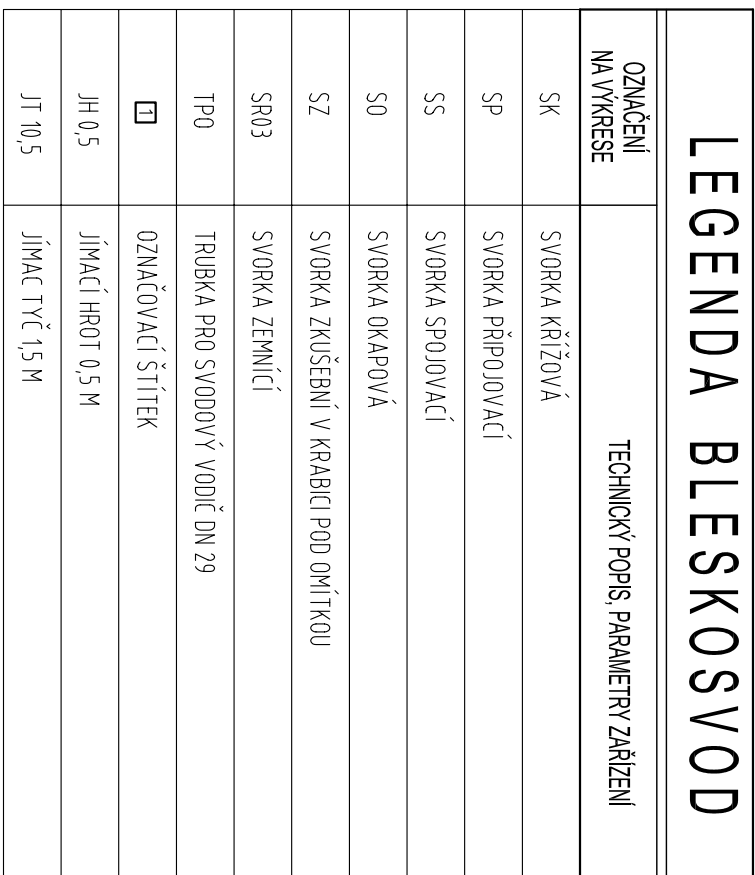 LEGENDA BLESKOSVOD
OZNAČENÍ
NA VÝKRESE
TECHNICKÝ POPIS, PARAMETRY ZAŘÍZENÍ
SK SVORKA KŘÍŽOVÁ
SP SVORKA PŘIPOJOVACÍ
SS SVORKA SPOJOVACÍ
SO SVORKA OKAPOVÁ
SZ SVORKA ZKUŠEBNÍ V KRABICI POD OMÍTKOU
SR03 SVORKA ZEMNÍCÍ
TPO TRUBKA PRO SVODOVÝ VODIČ DN 29
1 OZNAČOVACÍ ŠTÍTEK
JH 0,5 JÍMACÍ HROT 0,5 M
JT 10,5 JÍMAC TYČ 1,5 M